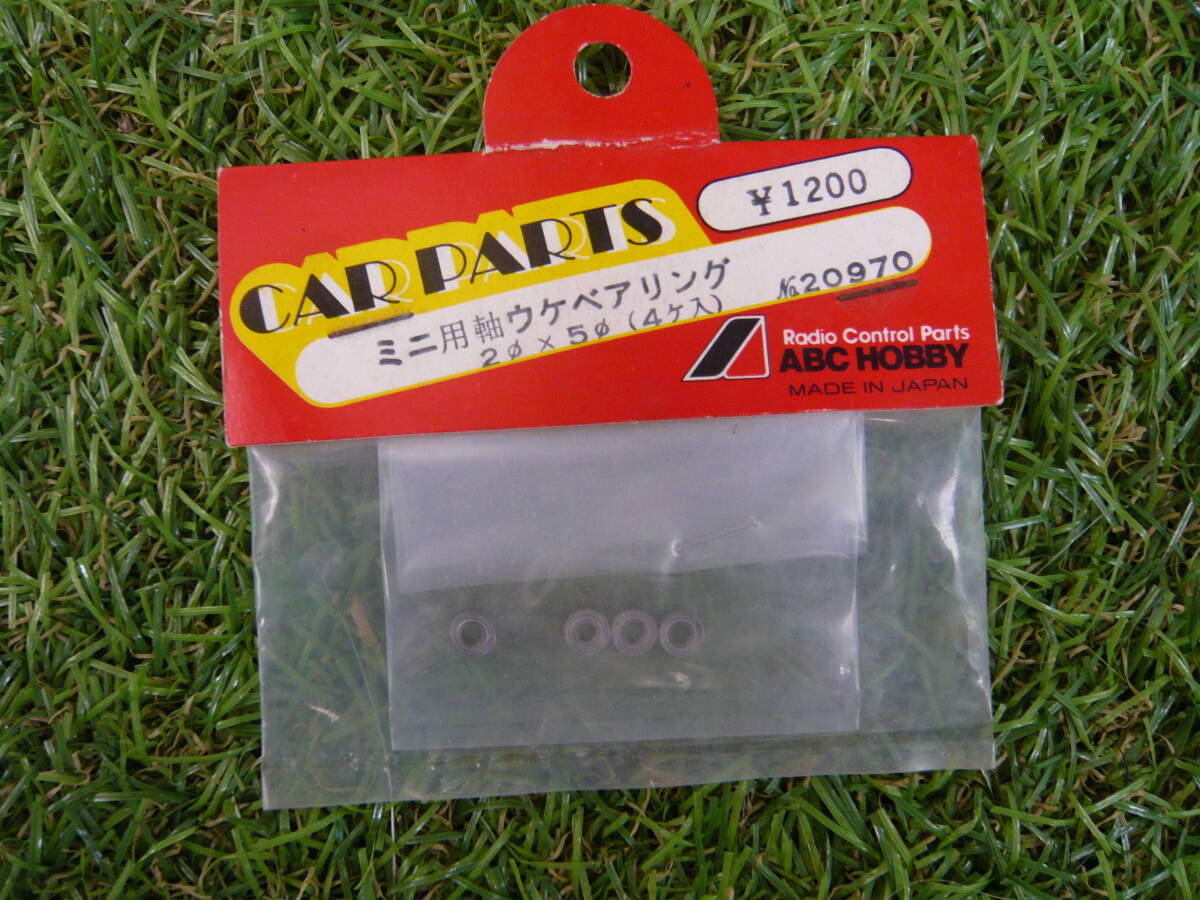 CAR PARTS
¥1200
ミニ用軸ウケベアリング
2φ × 5φ (4ケ入)
№20970
Radio Control Parts
ABC HOBBY
MADE IN JAPAN